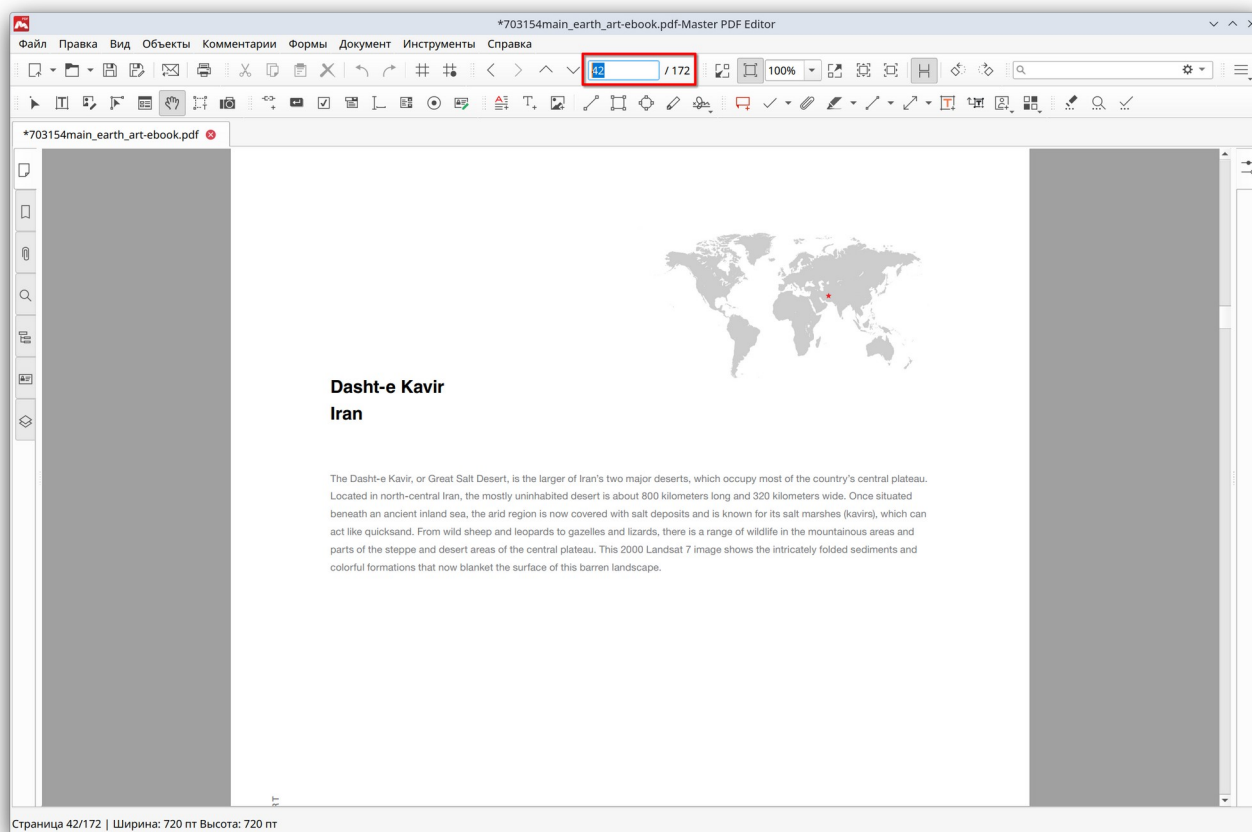 *703154main_earth_art-ebook.pdf-Master PDF Editor
Файл Правка Вид Объекты Комментарии Формы Документ Инструменты Справка
42 / 172 100%
*703154main_earth_art-ebook.pdf
Dasht-e Kavir
Iran
The Dasht-e Kavir, or Great Salt Desert, is the larger of Iran's two major deserts, which occupy most of the country's central plateau.
Located in north-central Iran, the mostly uninhabited desert is about 800 kilometers long and 320 kilometers wide. Once situated
beneath an ancient inland sea, the arid region is now covered with salt deposits and is known for its salt marshes (kavirs), which can
act like quicksand. From wild sheep and leopards to gazelles and lizards, there is a range of wildlife in the mountainous areas and
parts of the steppe and desert areas of the central plateau. This 2000 Landsat 7 image shows the intricately folded sediments and
colorful formations that now blanket the surface of this barren landscape.
Страница 42/172 | Ширина: 720 пт Высота: 720 пт